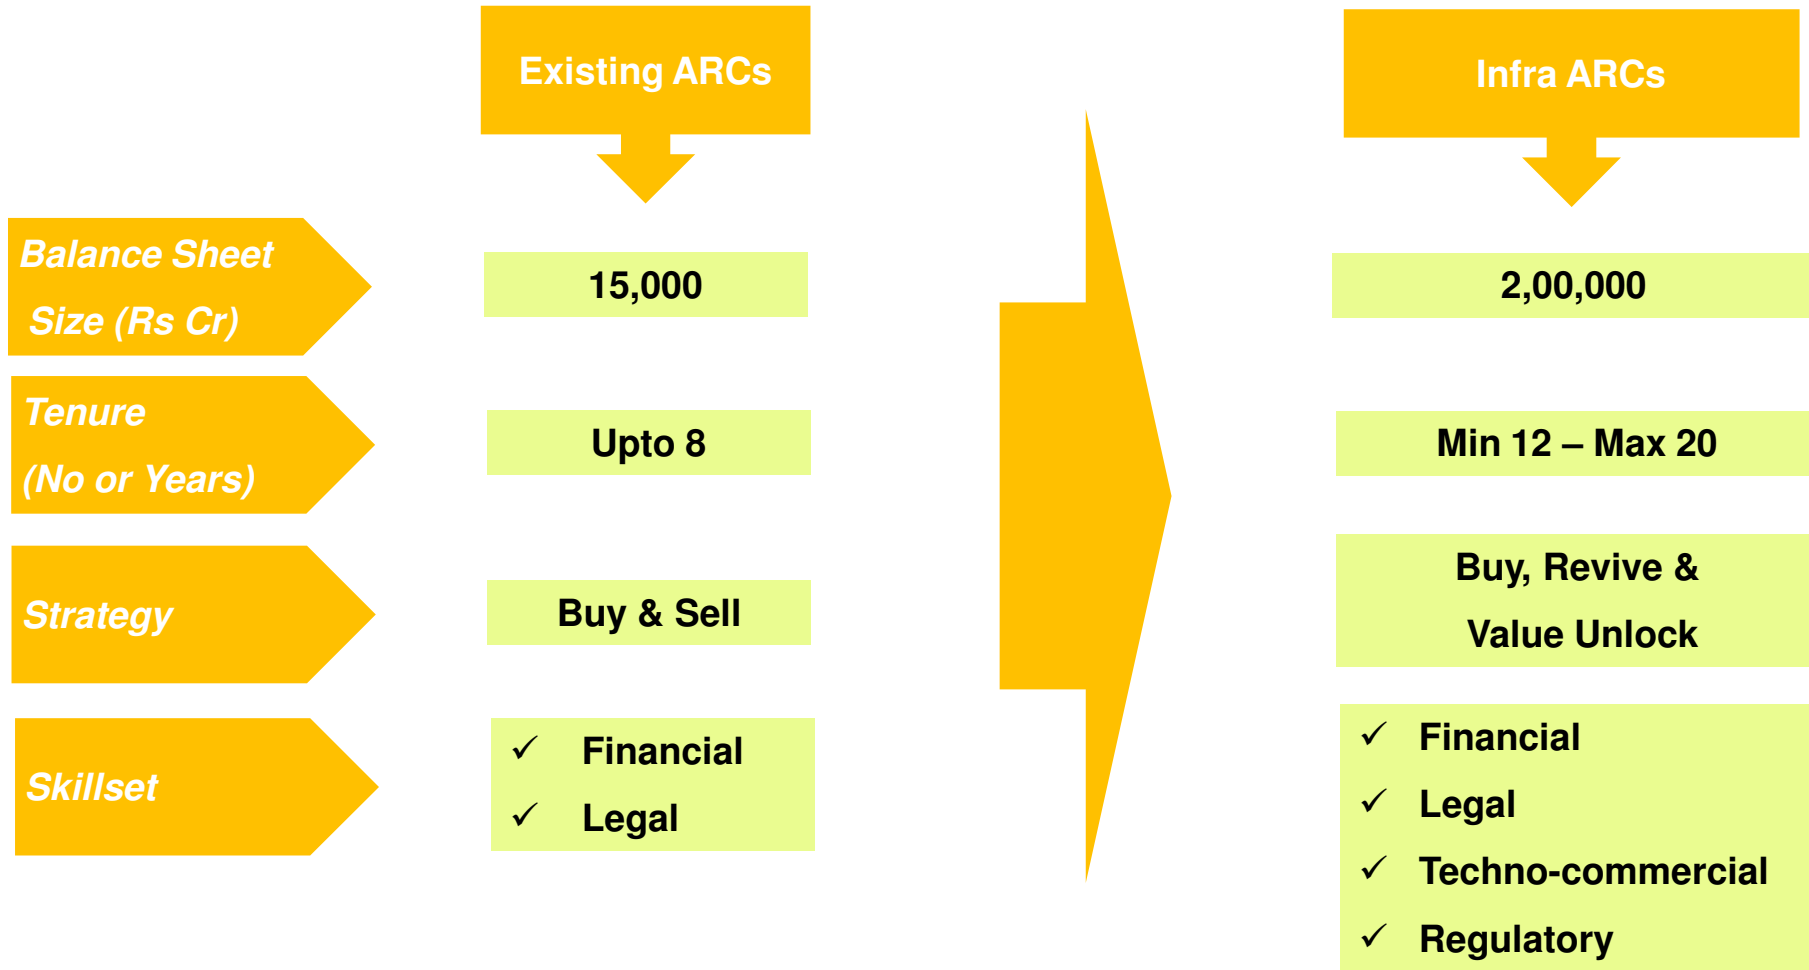 Existing ARCs
Infra ARCs
Balance Sheet
Size (Rs Cr)
15,000
2,00,000
Tenure
(No or Years)
Upto 8
Min 12 – Max 20
Strategy
Buy & Sell
Buy, Revive &
Value Unlock
Skillset
✓ Financial
✓ Legal
✓ Financial
✓ Legal
✓ Techno-commercial
✓ Regulatory